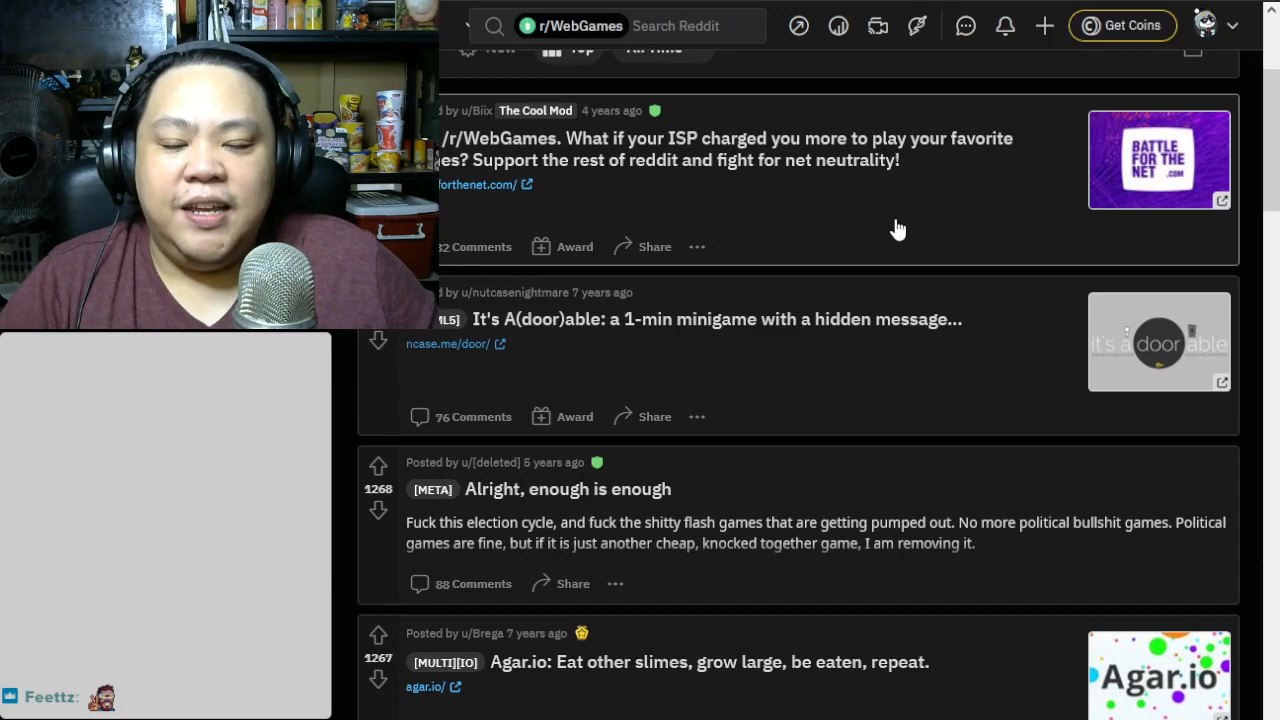 r/WebGames Search Reddit
Get Coins
Top
d by u/Biix The Cool Mod 4 years ago
/r/WebGames. What if your ISP charged you more to play your favorite
es? Support the rest of reddit and fight for net neutrality!
forthenet.com/
BATTLE
FOR THE
NET .COM
32 Comments Award Share
d by u/nutcasenightmare 7 years ago
L5] It's A(door)able: a 1-min minigame with a hidden message...
ncase.me/door/
it's a door able
76 Comments Award Share
Posted by u/[deleted] 5 years ago
1268
[META] Alright, enough is enough
Fuck this election cycle, and fuck the shitty flash games that are getting pumped out. No more political bullshit games. Political
games are fine, but if it is just another cheap, knocked together game, I am removing it.
88 Comments Share
Posted by u/Brega 7 years ago
1267
[MULTI][IO] Agar.io: Eat other slimes, grow large, be eaten, repeat.
agar.io/
Agar.io
Feettz: